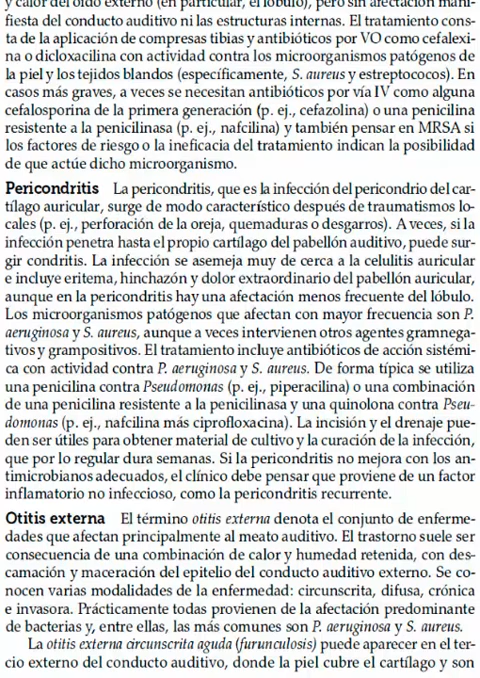 y calor del oído externo (en particular, el lóbulo), pero sin afectación mani-
fiesta del conducto auditivo ni las estructuras internas. El tratamiento cons-
ta de la aplicación de compresas tibias y antibióticos por VO como cefalexi-
na o dicloxacilina con actividad contra los microorganismos patógenos de
la piel y los tejidos blandos (específicamente, S. aureus y estreptococos). En
casos más graves, a veces se necesitan antibióticos por vía IV como alguna
cefalosporina de la primera generación (p. ej., cefazolina) o una penicilina
resistente a la penicilinasa (p. ej., nafcilina) y también pensar en MRSA si
los factores de riesgo o la ineficacia del tratamiento indican la posibilidad
de que actúe dicho microorganismo.
Pericondritis La pericondritis, que es la infección del pericondrio del car-
tílago auricular, surge de modo característico después de traumatismos lo-
cales (p. ej., perforación de la oreja, quemaduras o desgarros). A veces, si la
infección penetra hasta el propio cartílago del pabellón auditivo, puede sur-
gir condritis. La infección se asemeja muy de cerca a la celulitis auricular
e incluye eritema, hinchazón y dolor extraordinario del pabellón auricular,
aunque en la pericondritis hay una afectación menos frecuente del lóbulo.
Los microorganismos patógenos que afectan con mayor frecuencia son P.
aeruginosa y S. aureus, aunque a veces intervienen otros agentes gramnega-
tivos y grampositivos. El tratamiento incluye antibióticos de acción sistémi-
ca con actividad contra P. aeruginosa y S. aureus. De forma típica se utiliza
una penicilina contra Pseudomonas (p. ej., piperacilina) o una combinación
de una penicilina resistente a la penicilinasa y una quinolona contra Pseu-
domonas (p. ej., nafcilina más ciprofloxacina). La incisión y el drenaje pue-
den ser útiles para obtener material de cultivo y la curación de la infección,
que por lo regular dura semanas. Si la pericondritis no mejora con los an-
timicrobianos adecuados, el clínico debe pensar que proviene de un factor
inflamatorio no infeccioso, como la pericondritis recurrente.
Otitis externa El término otitis externa denota el conjunto de enferme-
dades que afectan principalmente al meato auditivo. El trastorno suele ser
consecuencia de una combinación de calor y humedad retenida, con des-
camación y maceración del epitelio del conducto auditivo externo. Se co-
nocen varias modalidades de la enfermedad: circunscrita, difusa, crónica
e invasora. Prácticamente todas provienen de la afectación predominante
de bacterias y, entre ellas, las más comunes son P. aeruginosa y S. aureus.
La otitis externa circunscrita aguda (furunculosis) puede aparecer en el ter-
cio externo del conducto auditivo, donde la piel cubre el cartílago y son